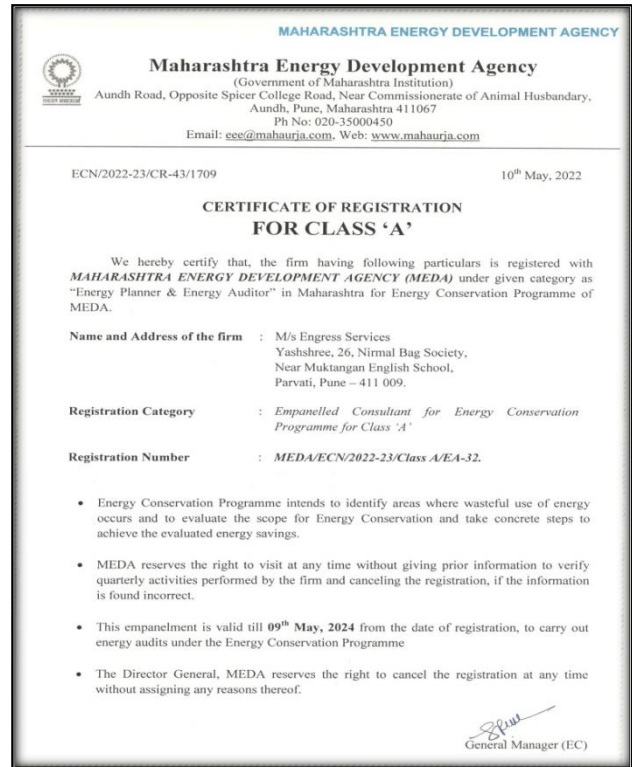 MAHARASHTRA ENERGY DEVELOPMENT AGENCY
Maharashtra Energy Development Agency
(Government of Maharashtra Institution)
Aundh Road, Opposite Spicer College Road, Near Commissionerate of Animal Husbandary,
Aundh, Pune, Maharashtra 411067
Ph No: 020-35000450
Email: eee@mahaurja.com, Web: www.mahaurja.com
ECN/2022-23/CR-43/1709 10th May, 2022
CERTIFICATE OF REGISTRATION
FOR CLASS ‘A’
We hereby certify that, the firm having following particulars is registered with
MAHARASHTRA ENERGY DEVELOPMENT AGENCY (MEDA) under given category as
“Energy Planner & Energy Auditor” in Maharashtra for Energy Conservation Programme of
MEDA.
Name and Address of the firm : M/s Engress Services
Yashshree, 26, Nirmal Bag Society,
Near Muktangan English School,
Parvati, Pune – 411 009.
Registration Category : Empanelled Consultant for Energy Conservation
Programme for Class ‘A’
Registration Number : MEDA/ECN/2022-23/Class A/EA-32.
• Energy Conservation Programme intends to identify areas where wasteful use of energy
occurs and to evaluate the scope for Energy Conservation and take concrete steps to
achieve the evaluated energy savings.
• MEDA reserves the right to visit at any time without giving prior information to verify
quarterly activities performed by the firm and canceling the registration, if the information
is found incorrect.
• This empanelment is valid till 09th May, 2024 from the date of registration, to carry out
energy audits under the Energy Conservation Programme
• The Director General, MEDA reserves the right to cancel the registration at any time
without assigning any reasons thereof.
General Manager (EC)